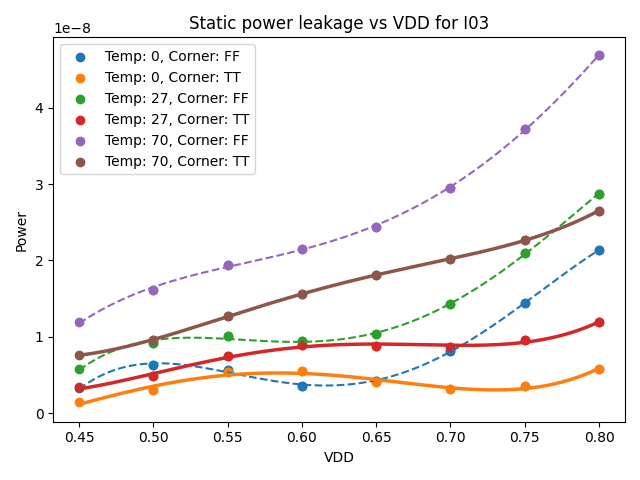 Static power leakage vs VDD for I03
1e−8
Temp: 0, Corner: FF
Temp: 0, Corner: TT
Temp: 27, Corner: FF
Temp: 27, Corner: TT
Temp: 70, Corner: FF
Temp: 70, Corner: TT
Power
4
3
2
1
0
0.45 0.50 0.55 0.60 0.65 0.70 0.75 0.80
VDD